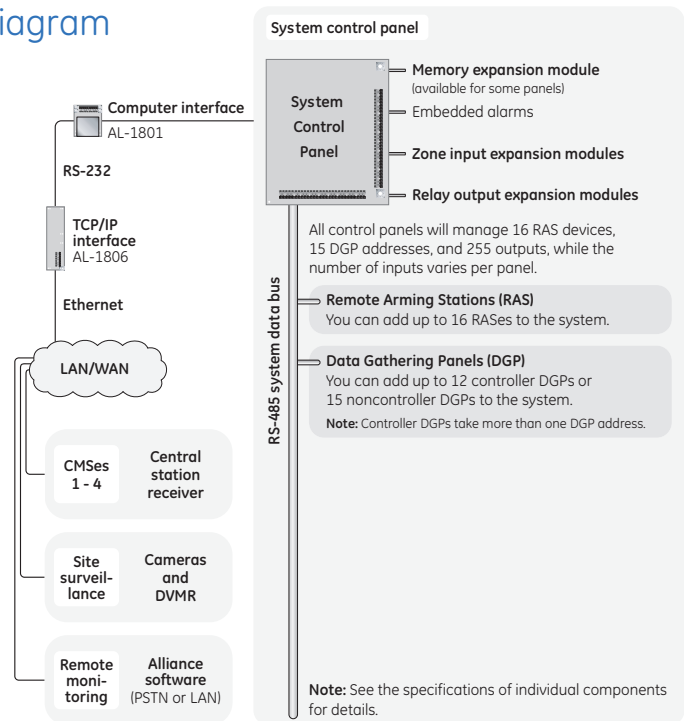 iagram
System control panel
System
Control
Panel
Memory expansion module
(available for some panels)
Embedded alarms
Zone input expansion modules
Relay output expansion modules
Computer interface
AL-1801
RS-232
TCP/IP
interface
AL-1806
Ethernet
LAN/WAN
CMSes
1 - 4
Central
station
receiver
Site
surveil-
lance
Cameras
and
DVMR
Remote
moni-
toring
Alliance
software
(PSTN or LAN)
RS-485 system data bus
All control panels will manage 16 RAS devices,
15 DGP addresses, and 255 outputs, while the
number of inputs varies per panel.
Remote Arming Stations (RAS)
You can add up to 16 RASes to the system.
Data Gathering Panels (DGP)
You can add up to 12 controller DGPs or
15 noncontroller DGPs to the system.
Note: Controller DGPs take more than one DGP address.
Note: See the specifications of individual components
for details.